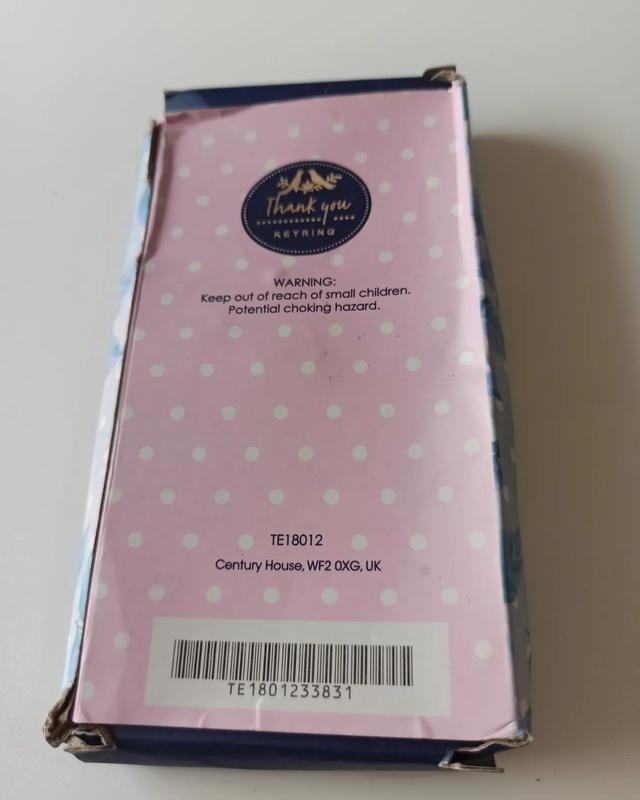 Thank you
KEYRING
WARNING:
Keep out of reach of small children.
Potential choking hazard.
TE18012
Century House, WF2 0XG, UK
TE1801233831